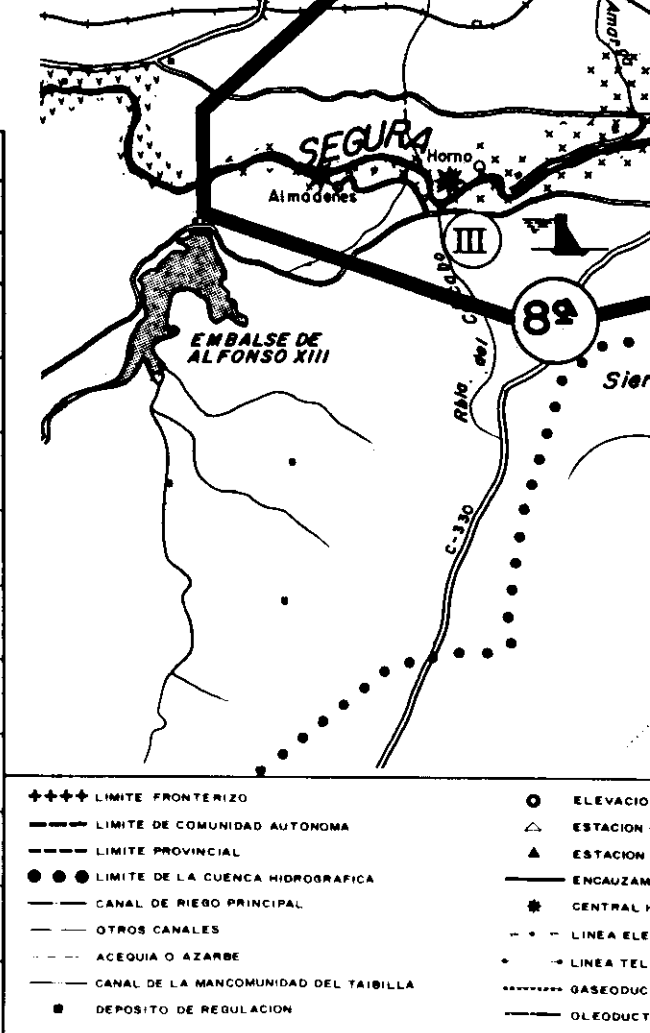 Amar
SEGURA
Horno
Almadenes
III
EMBALSE DE
ALFONSO XIII
8ª
Rbla. del
Sier
C-330
++++ LIMITE FRONTERIZO
LIMITE DE COMUNIDAD AUTONOMA
LIMITE PROVINCIAL
LIMITE DE LA CUENCA HIDROGRAFICA
CANAL DE RIEGO PRINCIPAL
OTROS CANALES
ACEQUIA O AZARBE
CANAL DE LA MANCOMUNIDAD DEL TAIBILLA
DEPOSITO DE REGULACION
ELEVACIO
ESTACION
ESTACION
ENCAUZAM
CENTRAL H
LINEA ELE
LINEA TEL
GASEODUC
OLEODUCT